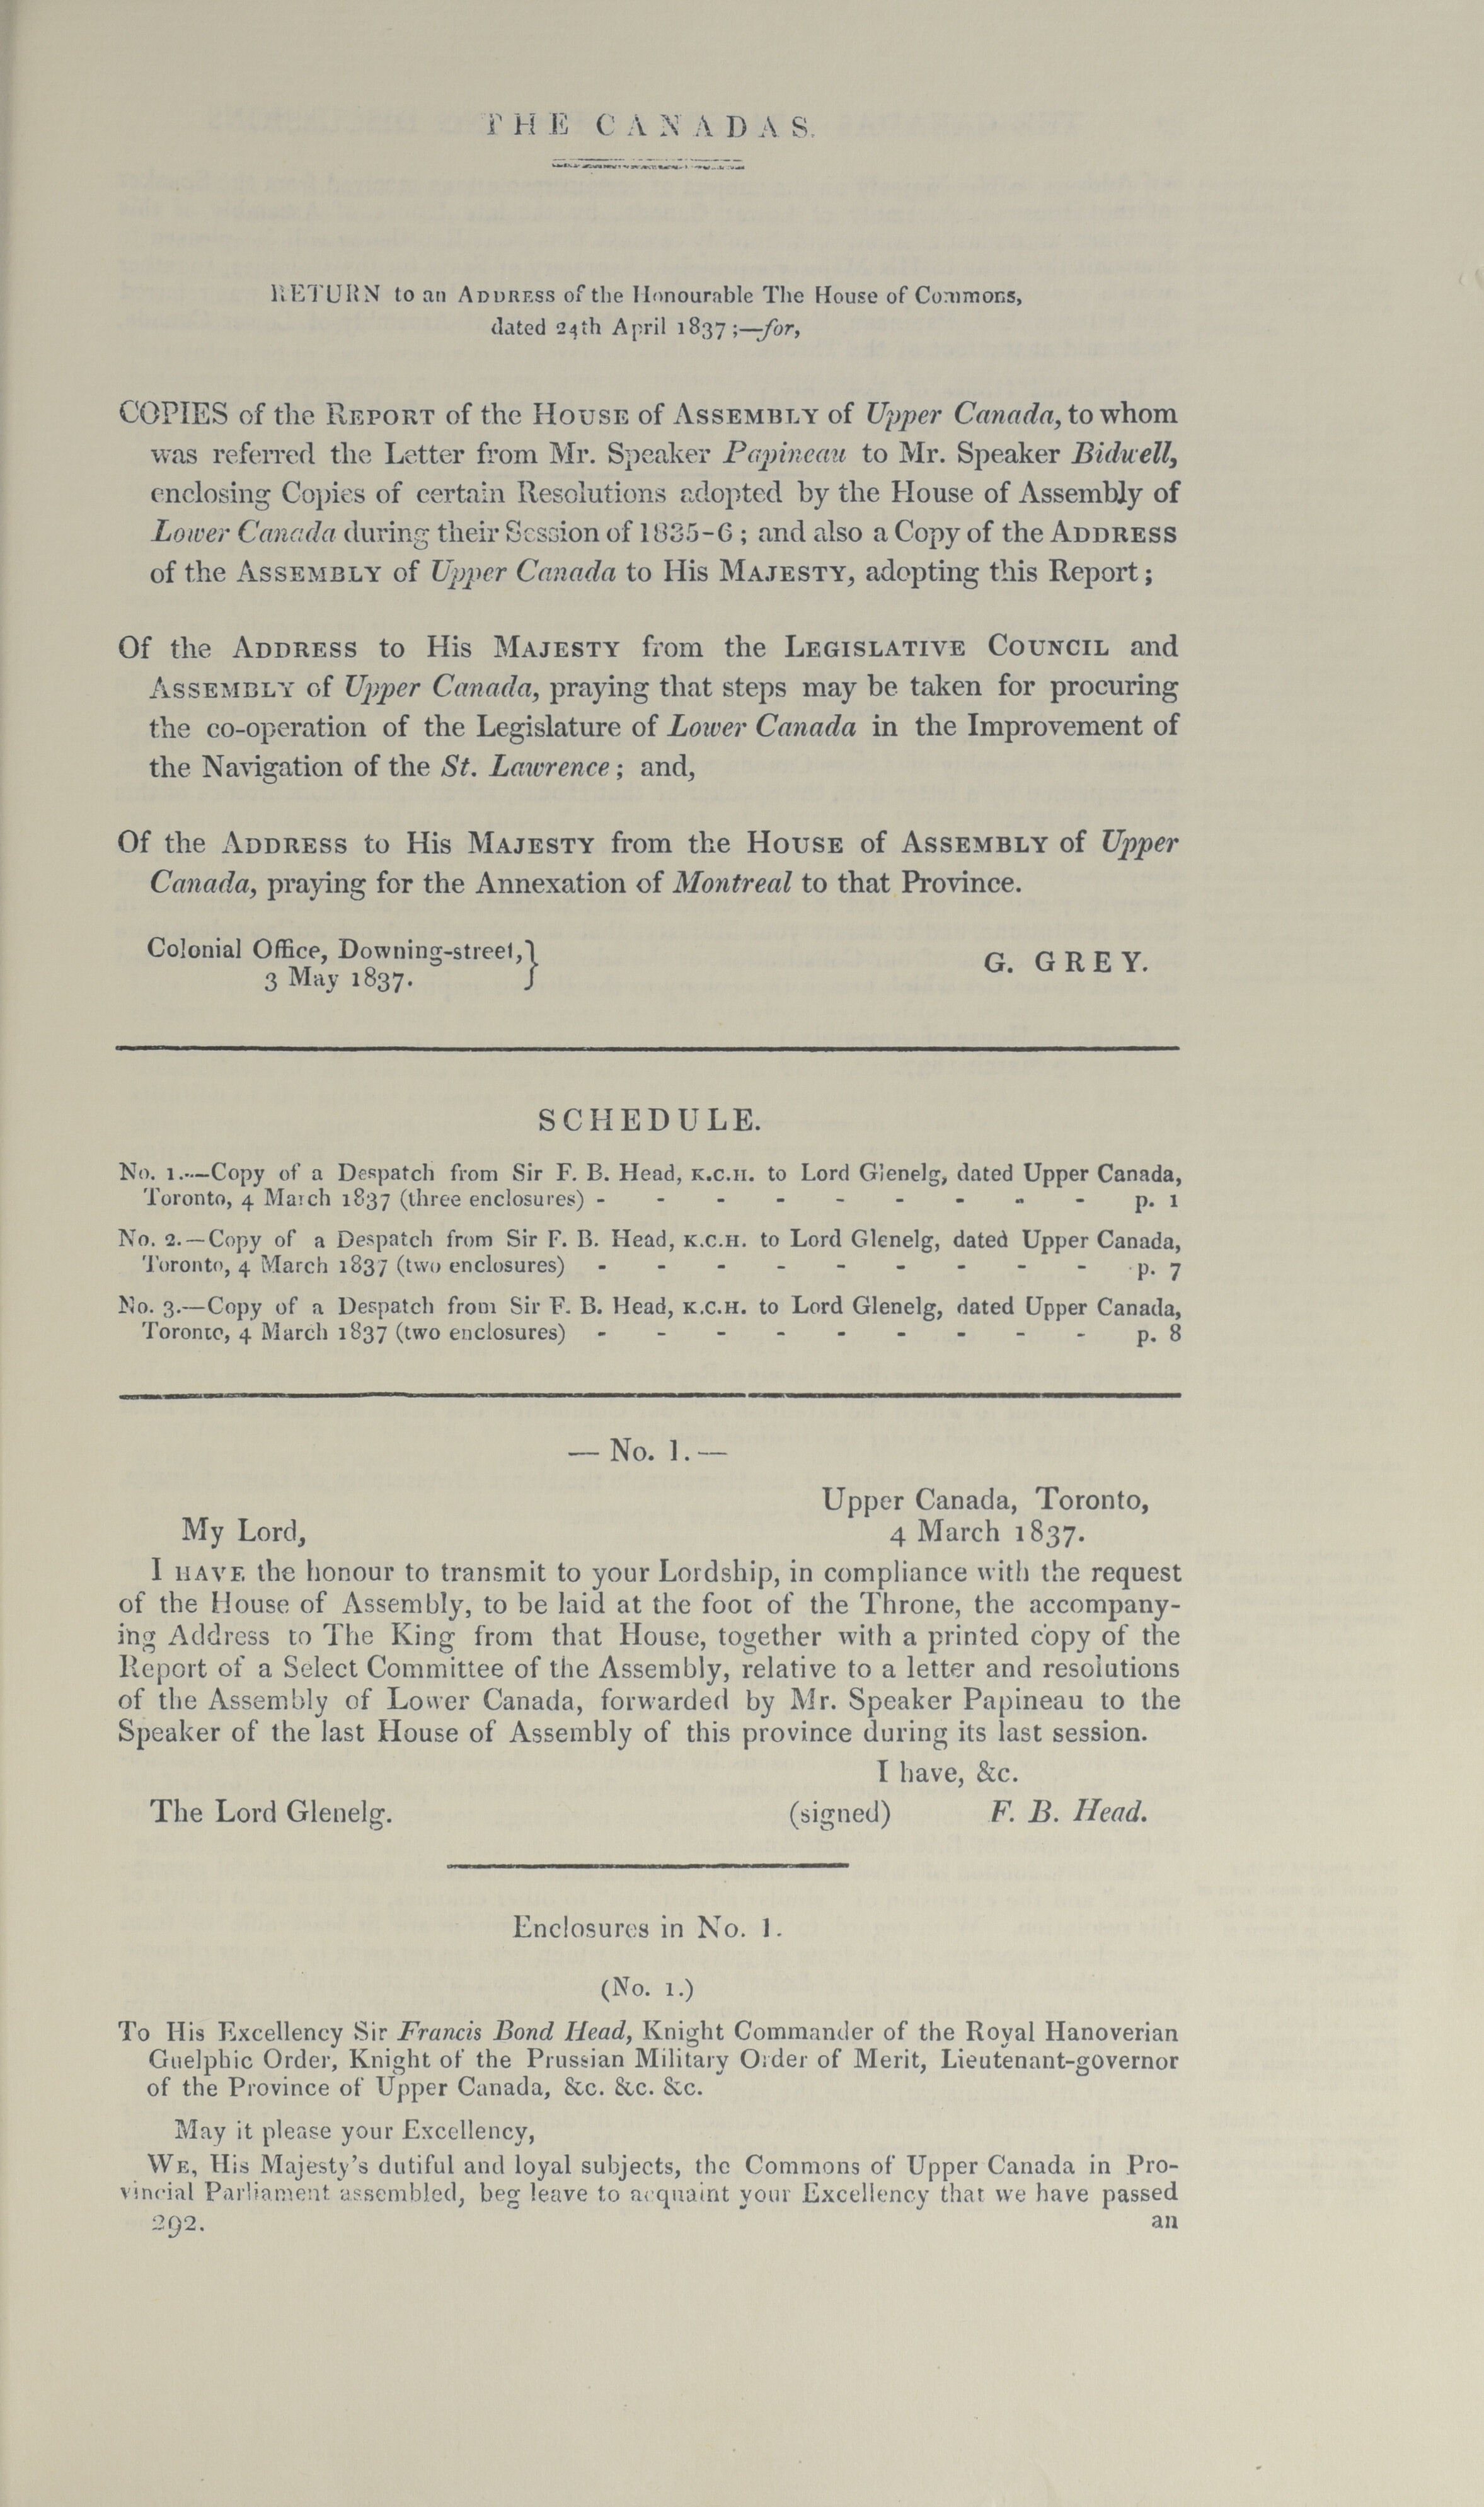 THE CANADAS.
RETURN to an ADDRESS of the Honourable The House of Commons,
dated 24th April 1837;—for,
COPIES of the REPORT of the HOUSE of ASSEMBLY of Upper Canada, to whom
was referred the Letter from Mr. Speaker Papineau to Mr. Speaker Bidwell,
enclosing Copies of certain Resolutions adopted by the House of Assembly of
Lower Canada during their Session of 1835-6; and also a Copy of the ADDRESS
of the ASSEMBLY of Upper Canada to His MAJESTY, adopting this Report;
Of the ADDRESS to His MAJESTY from the LEGISLATIVE COUNCIL and
ASSEMBLY of Upper Canada, praying that steps may be taken for procuring
the co-operation of the Legislature of Lower Canada in the Improvement of
the Navigation of the St. Lawrence; and,
Of the ADDRESS to His MAJESTY from the HOUSE of ASSEMBLY of Upper
Canada, praying for the Annexation of Montreal to that Province.
Colonial Office, Downing-street,}
3 May 1837.
G. GREY.
SCHEDULE.
No. 1.—Copy of a Despatch from Sir F. B. Head, K.C.H. to Lord Glenelg, dated Upper Canada,
Toronto, 4 March 1837 (three enclosures) - - - - - - - - - p. 1
No. 2.—Copy of a Despatch from Sir F. B. Head, K.C.H. to Lord Glenelg, dated Upper Canada,
Toronto, 4 March 1837 (two enclosures) - - - - - - - - - p. 7
No. 3.—Copy of a Despatch from Sir F. B. Head, K.C.H. to Lord Glenelg, dated Upper Canada,
Toronto, 4 March 1837 (two enclosures) - - - - - - - - - p. 8
— No. 1. —
Upper Canada, Toronto,
My Lord, 4 March 1837.
I HAVE the honour to transmit to your Lordship, in compliance with the request
of the House of Assembly, to be laid at the foot of the Throne, the accompany-
ing Address to The King from that House, together with a printed copy of the
Report of a Select Committee of the Assembly, relative to a letter and resolutions
of the Assembly of Lower Canada, forwarded by Mr. Speaker Papineau to the
Speaker of the last House of Assembly of this province during its last session.
I have, &c.
The Lord Glenelg. (signed) F. B. Head.
Enclosures in No. 1.
(No. 1.)
To His Excellency Sir Francis Bond Head, Knight Commander of the Royal Hanoverian
Guelphic Order, Knight of the Prussian Military Order of Merit, Lieutenant-governor
of the Province of Upper Canada, &c. &c. &c.
May it please your Excellency,
WE, His Majesty's dutiful and loyal subjects, the Commons of Upper Canada in Pro-
vincial Parliament assembled, beg leave to acquaint your Excellency that we have passed
292. an